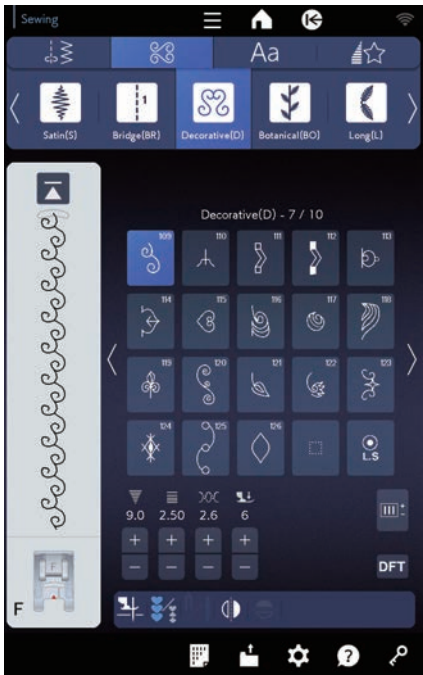 Sewing
Aa
1
Satin(S) Bridge(BR) Decorative(D) Botanical(BO) Long(L)
Decorative(D) - 7 / 10
109 110 111 112 113
114 115 116 117 118
119 120 121 122 123
124 125 126
L.S
9.0 2.50 2.6 6
+ + + +
− − − −
DFT
F
F